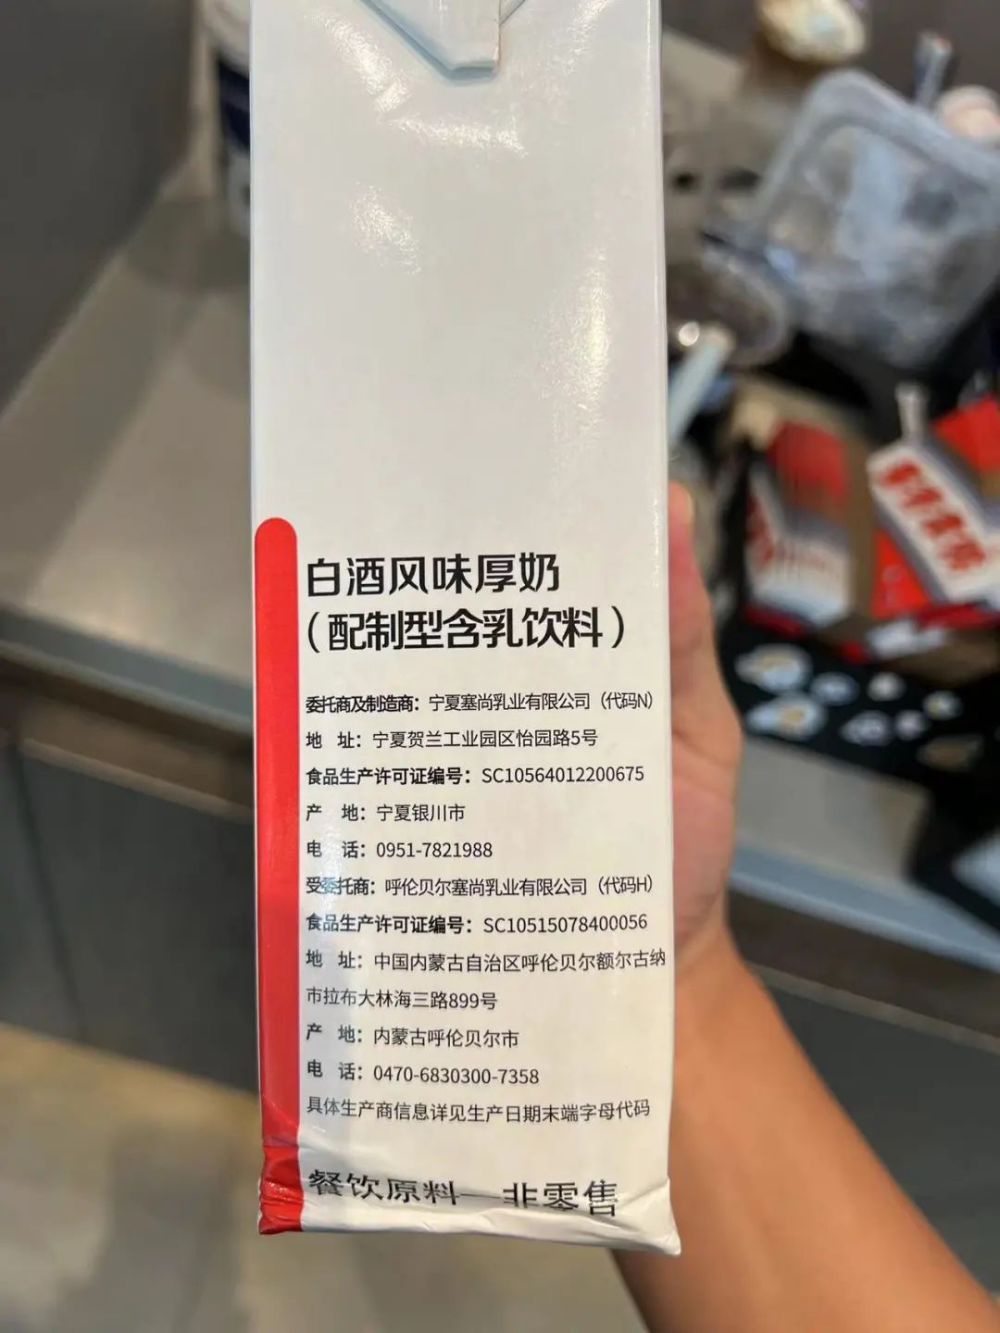 白酒风味厚奶
（配制型含乳饮料）
委托商及制造商：宁夏塞尚乳业有限公司（代码N）
地 址：宁夏贺兰工业园区怡园路5号
食品生产许可证编号：SC10564012200675
产 地：宁夏银川市
电 话：0951-7821988
受委托商：呼伦贝尔塞尚乳业有限公司（代码H）
食品生产许可证编号：SC10515078400056
地 址：中国内蒙古自治区呼伦贝尔额尔古纳
市拉布大林海三路899号
产 地：内蒙古呼伦贝尔市
电 话：0470-6830300-7358
具体生产商信息详见生产日期末端字母代码
餐饮原料 非零售